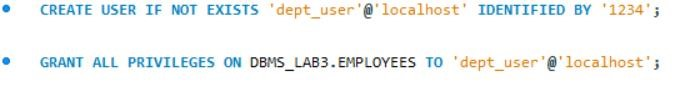 CREATE USER IF NOT EXISTS 'dept_user'@'localhost' IDENTIFIED BY '1234';
GRANT ALL PRIVILEGES ON DBMS_LAB3.EMPLOYEES TO 'dept_user'@'localhost';